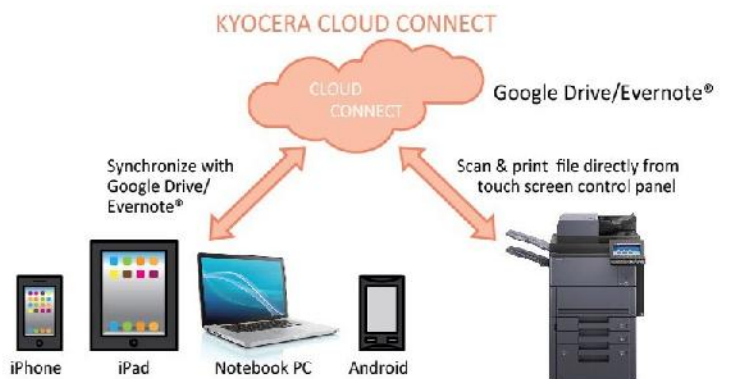 KYOCERA CLOUD CONNECT
CLOUD
CONNECT
Google Drive/Evernote®
Synchronize with
Google Drive/
Evernote®
Scan & print file directly from
touch screen control panel
iPhone
iPad
Notebook PC
Android